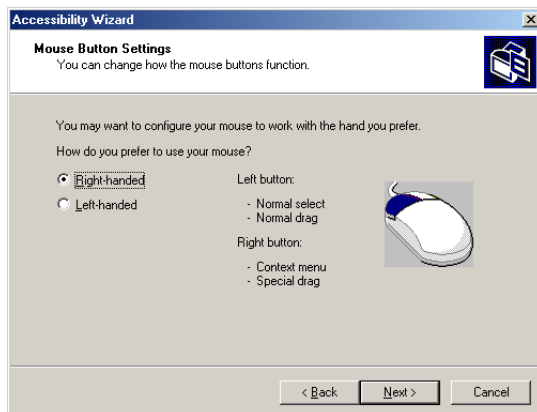 Accessibility Wizard
Mouse Button Settings
You can change how the mouse buttons function.
You may want to configure your mouse to work with the hand you prefer.
How do you prefer to use your mouse?
Right-handed
Left-handed
Left button:
- Normal select
- Normal drag
Right button:
- Context menu
- Special drag
< Back
Next >
Cancel